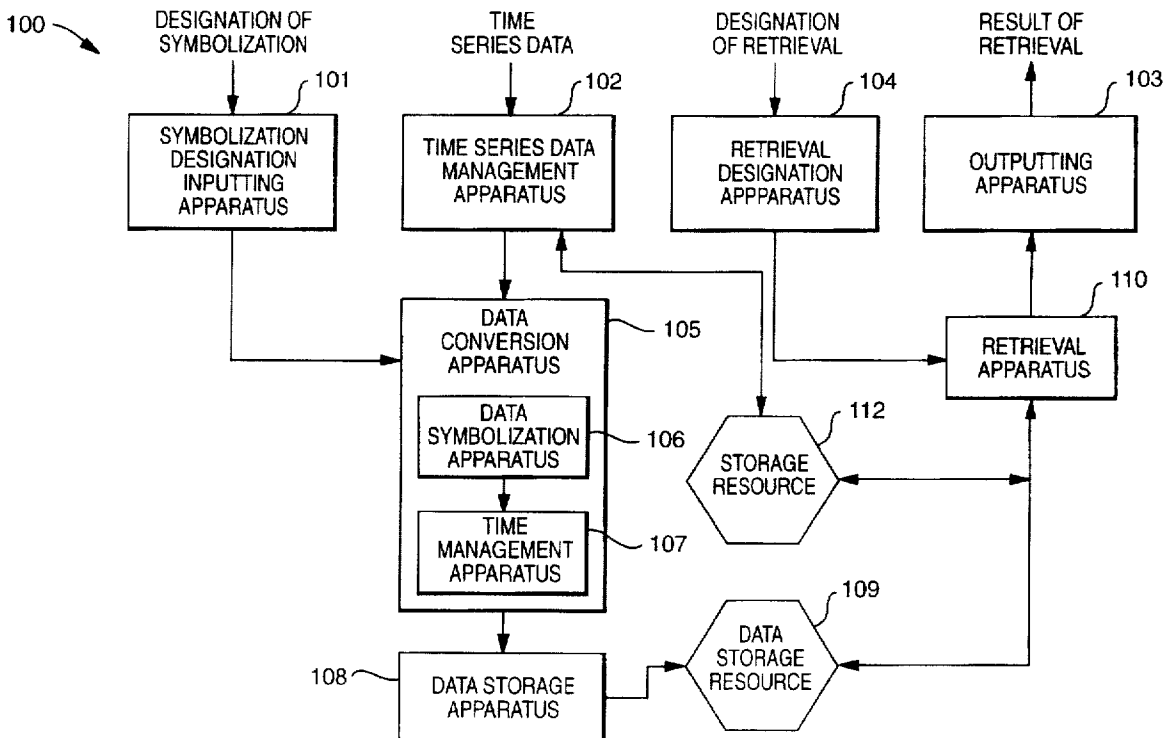 100
DESIGNATION OF
SYMBOLIZATION
TIME
SERIES DATA
DESIGNATION
OF RETRIEVAL
RESULT OF
RETRIEVAL
101
102
104
103
SYMBOLIZATION
DESIGNATION
INPUTTING
APPARATUS
TIME SERIES DATA
MANAGEMENT
APPARATUS
RETRIEVAL
DESIGNATION
APPPARATUS
OUTPUTTING
APPARATUS
110
DATA
CONVERSION
APPARATUS
105
RETRIEVAL
APPARATUS
DATA
SYMBOLIZATION
APPARATUS
106
112
STORAGE
RESOURCE
TIME
MANAGEMENT
APPARATUS
107
109
DATA
STORAGE
RESOURCE
108
DATA STORAGE
APPARATUS